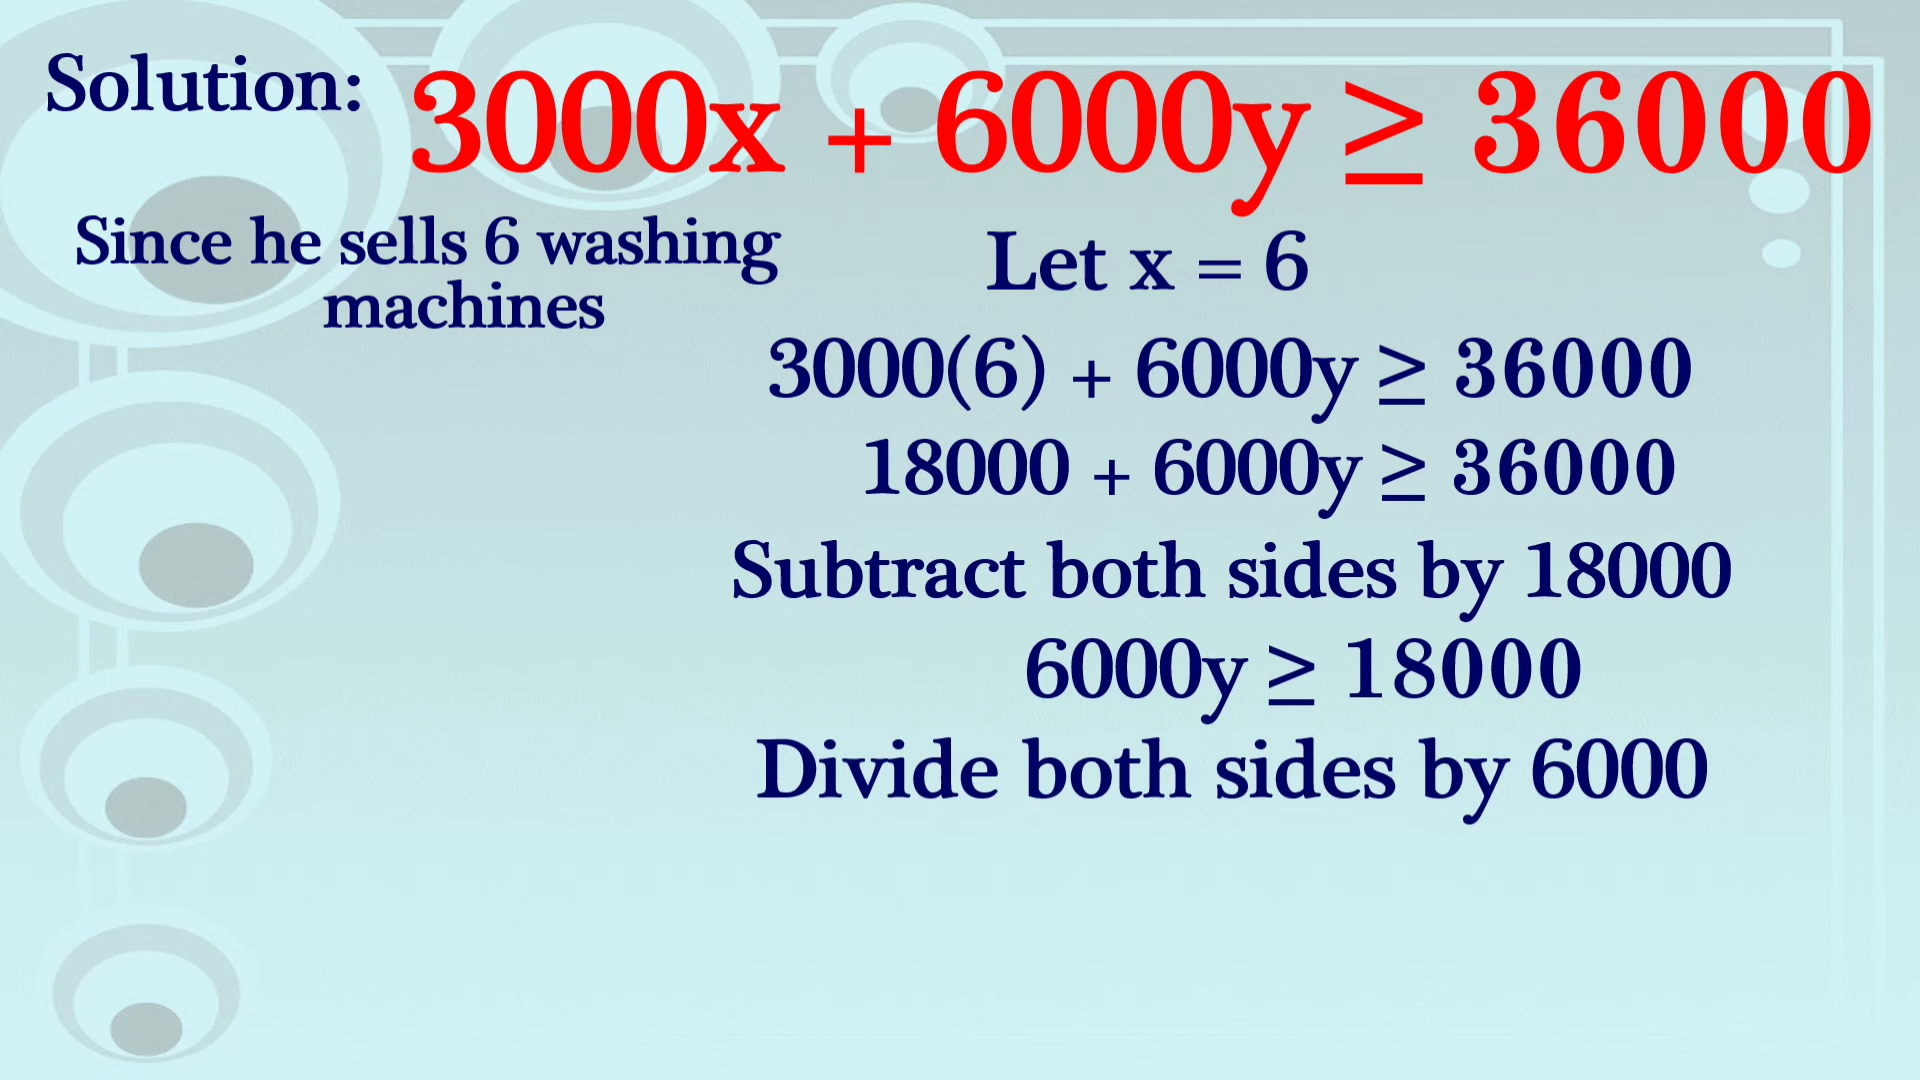 Solution: 3000x + 6000y ≥ 36000
Since he sells 6 washing
machines
Let x = 6
3000(6) + 6000y ≥ 36000
18000 + 6000y ≥ 36000
Subtract both sides by 18000
6000y ≥ 18000
Divide both sides by 6000